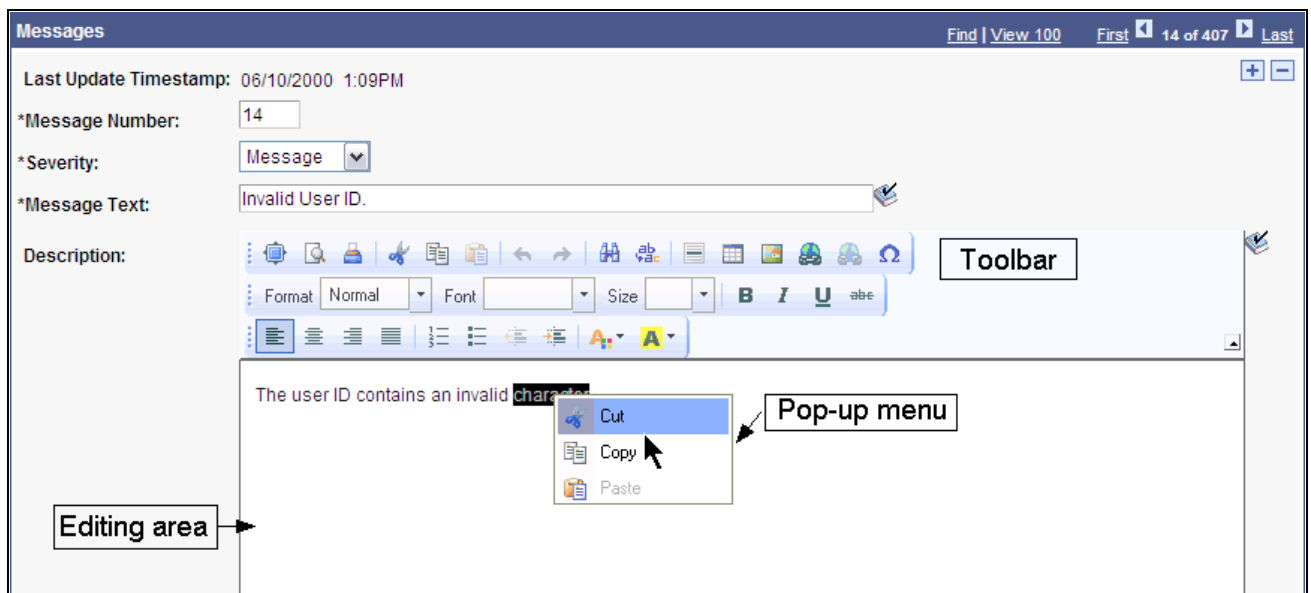 Messages Find | View 100 First 14 of 407 Last
Last Update Timestamp: 06/10/2000 1:09PM
*Message Number: 14
*Severity: Message
*Message Text: Invalid User ID.
Description:
Toolbar
Format Normal Font Size B I U abc
A A
The user ID contains an invalid character
Cut
Pop-up menu
Copy
Paste
Editing area